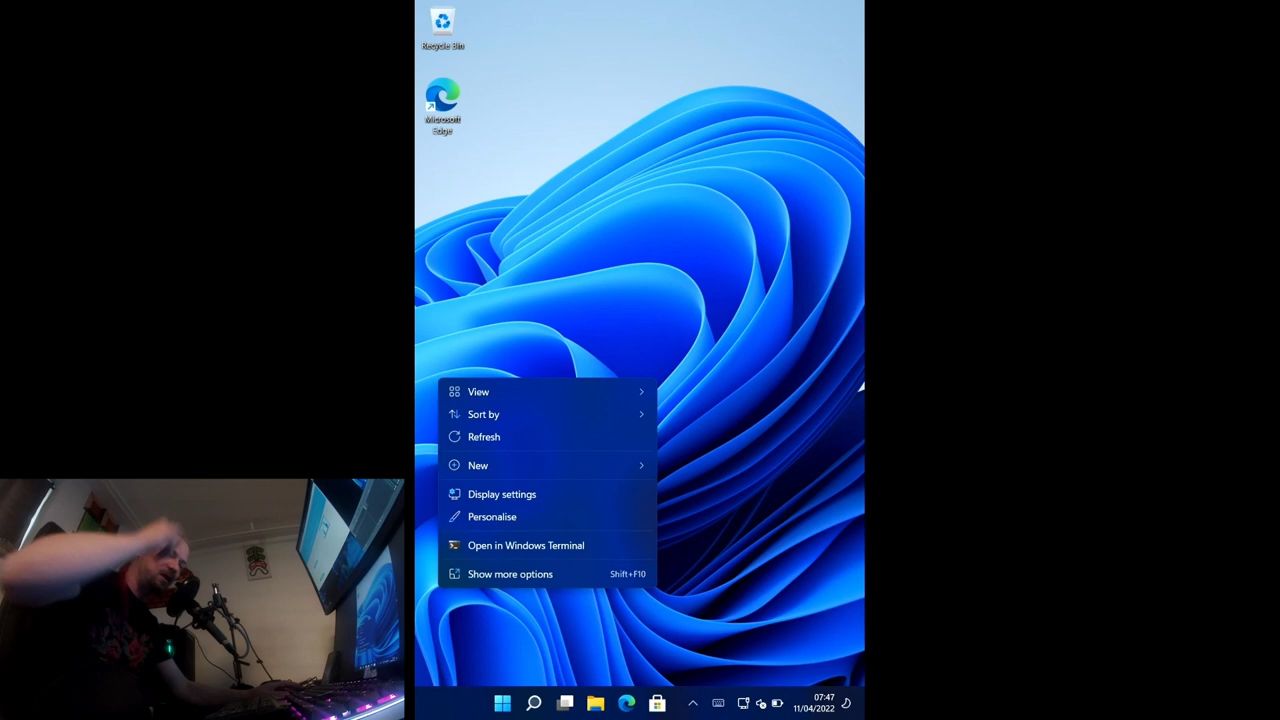 Recycle Bin
Microsoft
Edge
View
Sort by
Refresh
New
Display settings
Personalise
Open in Windows Terminal
Show more options Shift+F10
07:47
11/04/2022